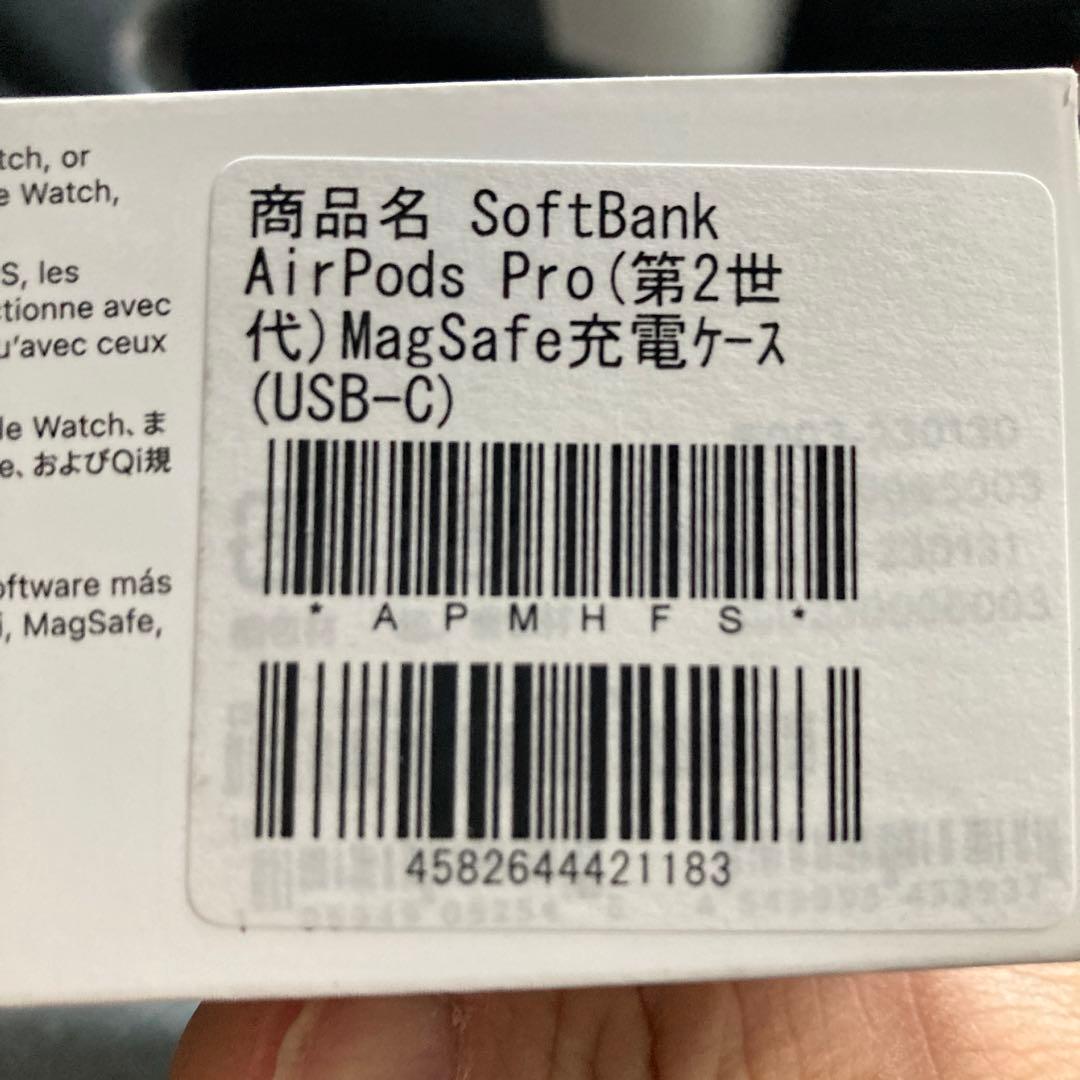 tch, or
e Watch,
S, les
ctionne avec
u'avec ceux
le Watch、ま
e、およびQi規
oftware más
i, MagSafe,
商品名 SoftBank
AirPods Pro(第2世
代)MagSafe充電ケース
(USB-C)
* A P M H F S *
4582644421183